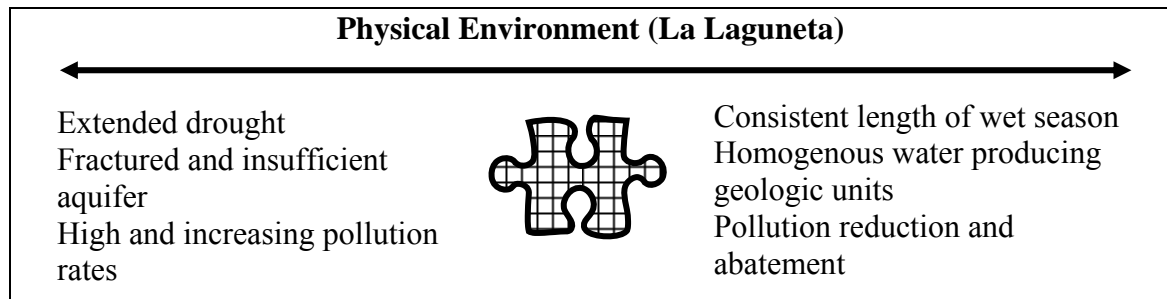 Physical Environment (La Laguneta)
Extended drought
Fractured and insufficient
aquifer
High and increasing pollution
rates
Consistent length of wet season
Homogenous water producing
geologic units
Pollution reduction and
abatement